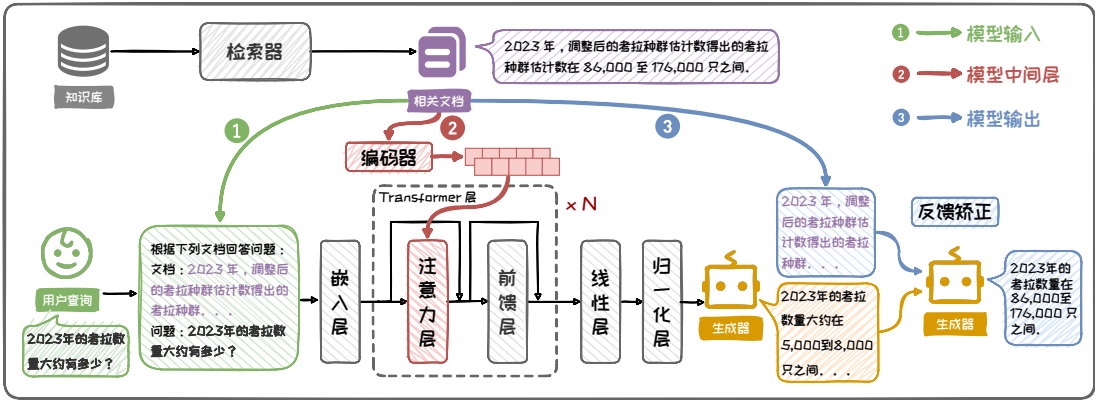 知识库
检索器
相关文档
2023 年，调整后的考拉种群估计数得出的考拉
种群估计数在 86,000 至 176,000 只之间.
1 模型输入
2 模型中间层
3 模型输出
1
2
3
编码器
Transformer 层
× N
用户查询
2023年的考拉数
量大约有多少？
根据下列文档回答问题：
文档：2023 年，调整后
的考拉种群估计数得出的
考拉种群. . .
问题：2023年的考拉数
量大约有多少？
嵌入层
注意力层
前馈层
线性层
归一化层
生成器
2023年的考拉
数量大约在
5,000到8,000
只之间. . .
2023 年，调整
后的考拉种群估
计数得出的考拉
种群. . .
反馈矫正
生成器
2023年的
考拉数量在
86,000至
176,000 只
之间.